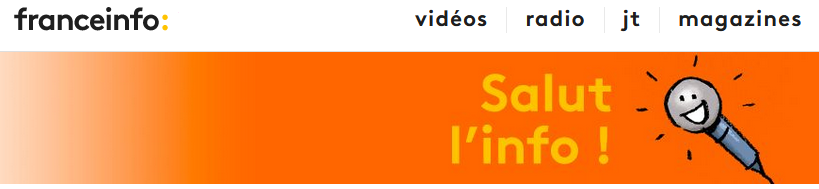 franceinfo: vidéos radio jt magazines
Salut
l'info !